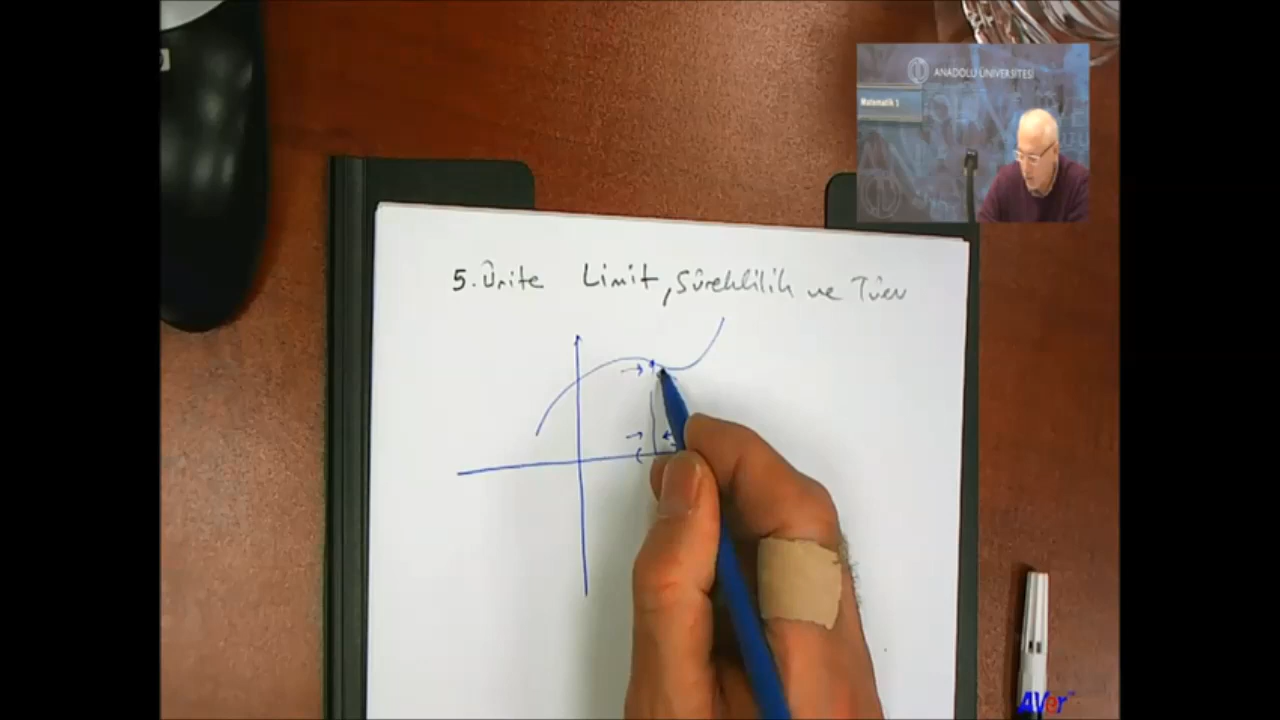 ANADOLU ÜNİVERSİTESİ
Matematik 1
5. Ünite Limit, Süreklilik ve Türev
AVer